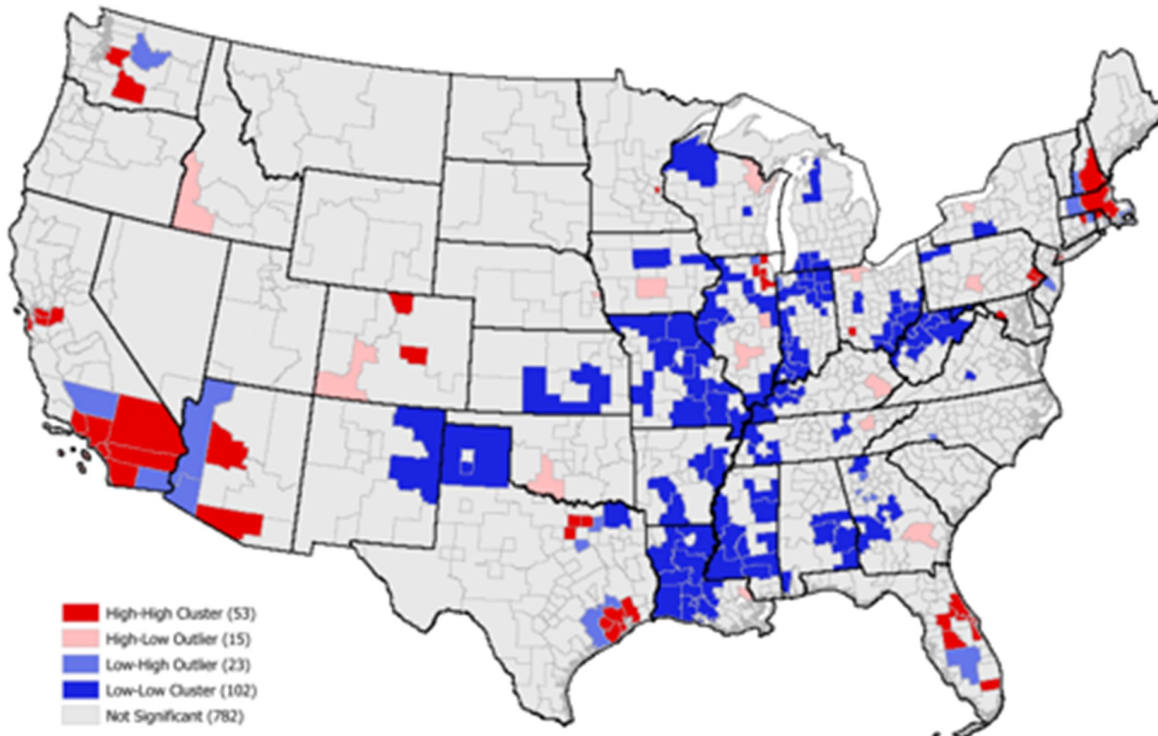 High-High Cluster (53)
High-Low Outlier (15)
Low-High Outlier (23)
Low-Low Cluster (102)
Not Significant (782)